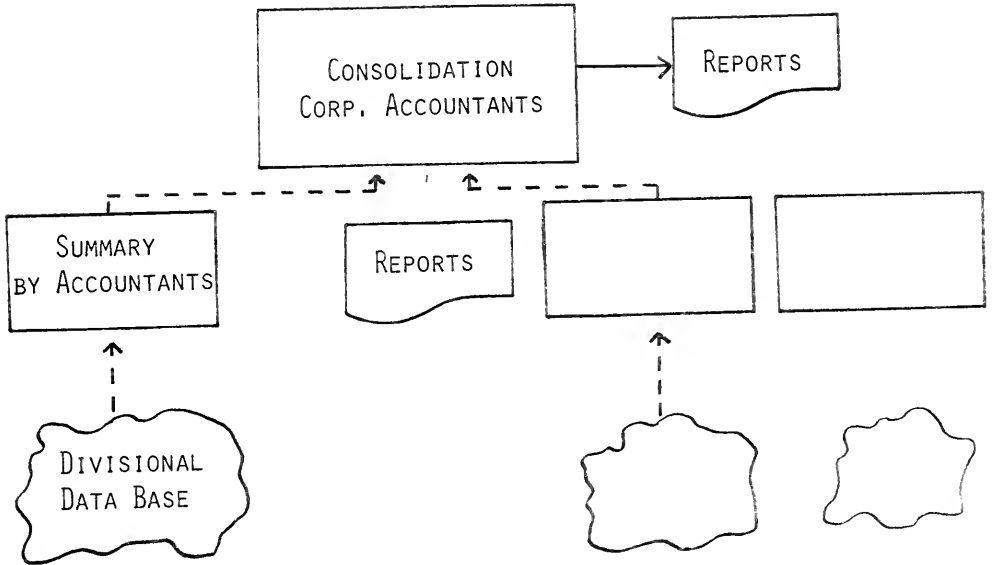 CONSOLIDATION
CORP. ACCOUNTANTS
REPORTS
SUMMARY
BY ACCOUNTANTS
REPORTS
DIVISIONAL
DATA BASE